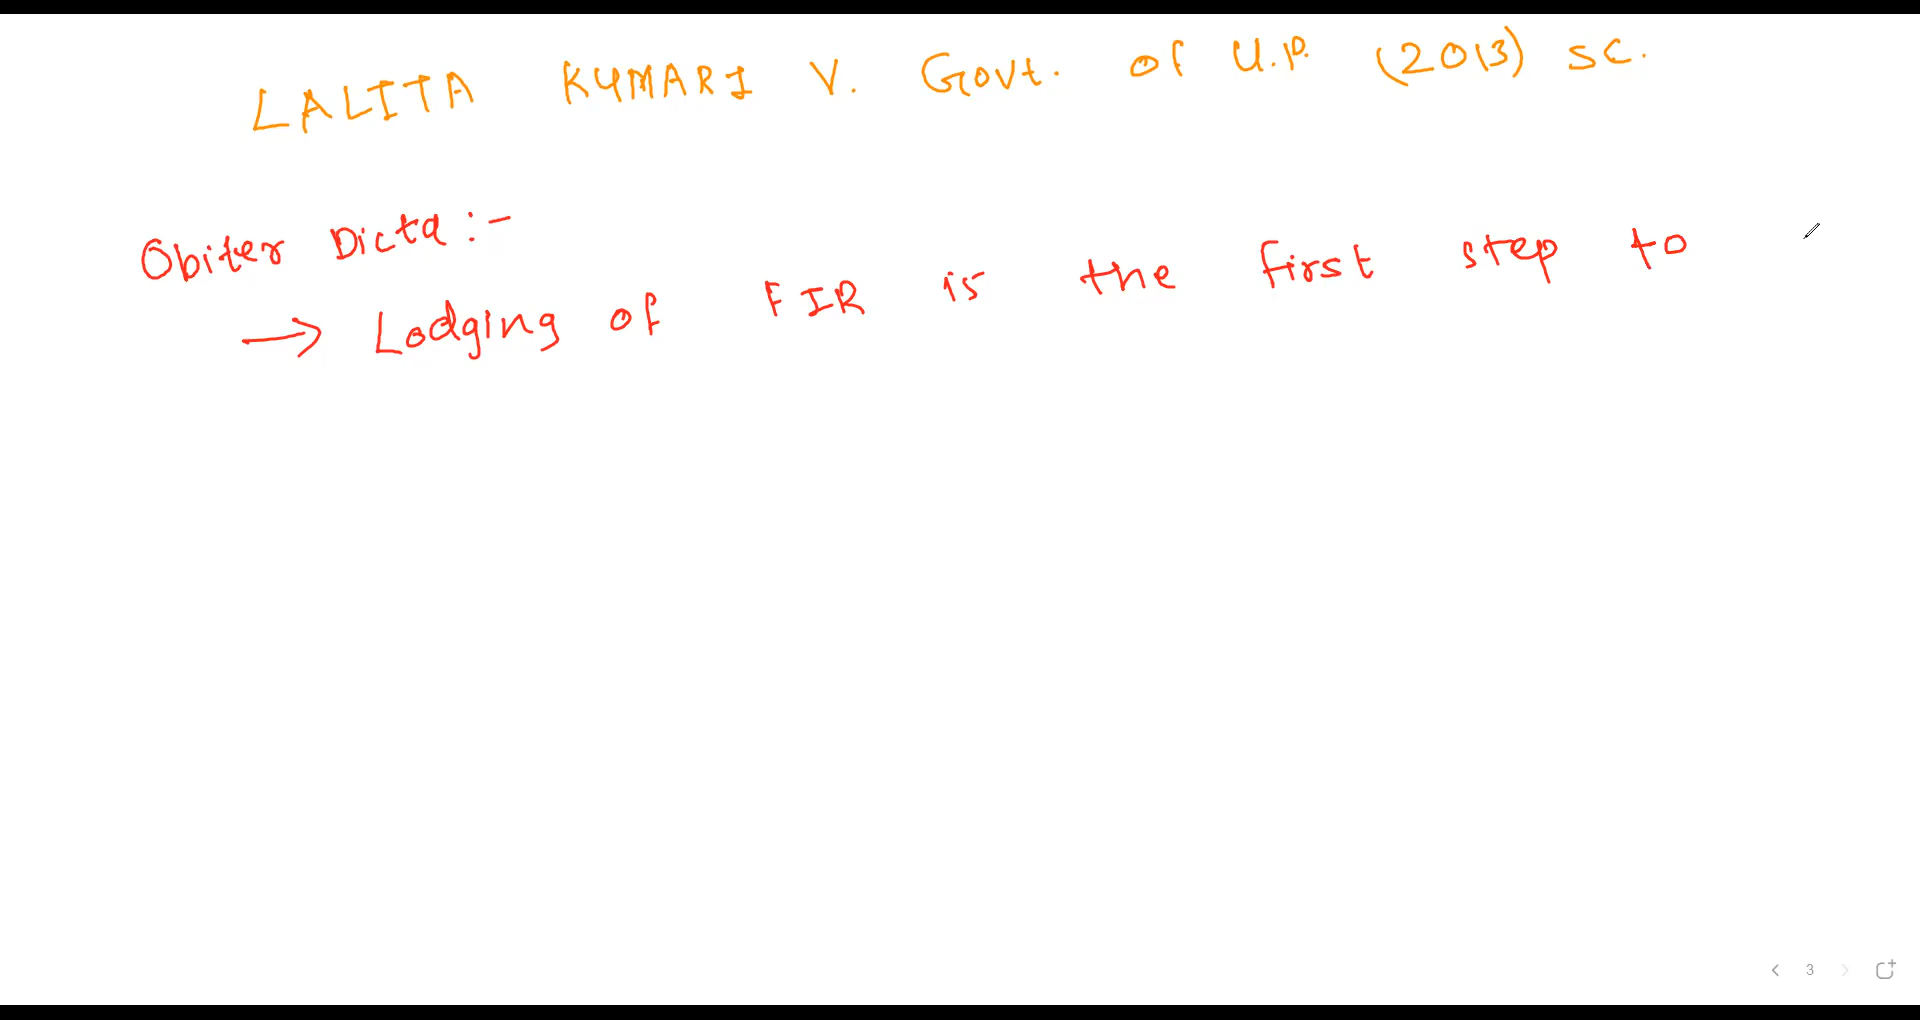 LALITA KUMARI V. Govt. of U.P. (2013) SC.
Obiter Dicta :-
→ Lodging of FIR is the first step to
3